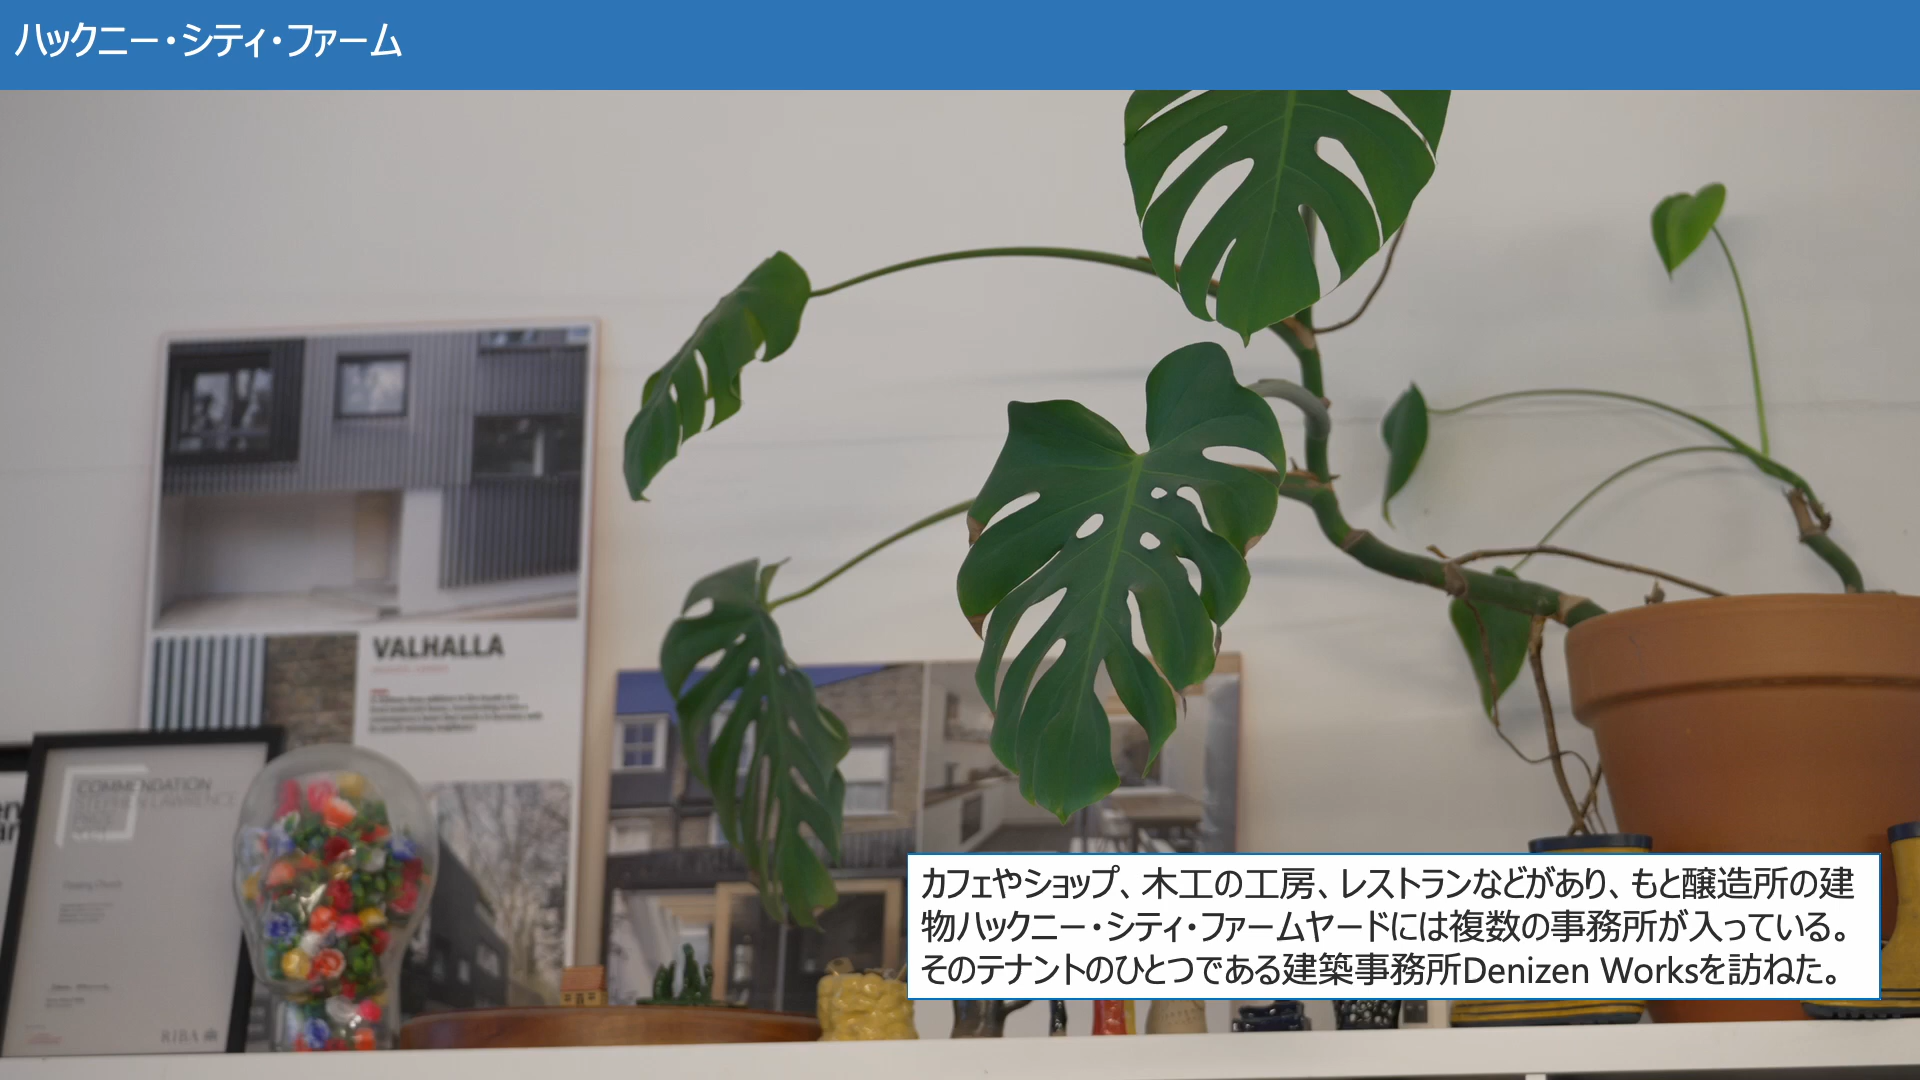 ハックニー・シティ・ファーム
VALHALLA
COMMENDATION
STEPHEN LAWRENCE
PRIZE
RIBA
カフェやショップ、木工の工房、レストランなどがあり、もと醸造所の建
物ハックニー・シティ・ファームヤードには複数の事務所が入っている。
そのテナントのひとつである建築事務所Denizen Worksを訪ねた。